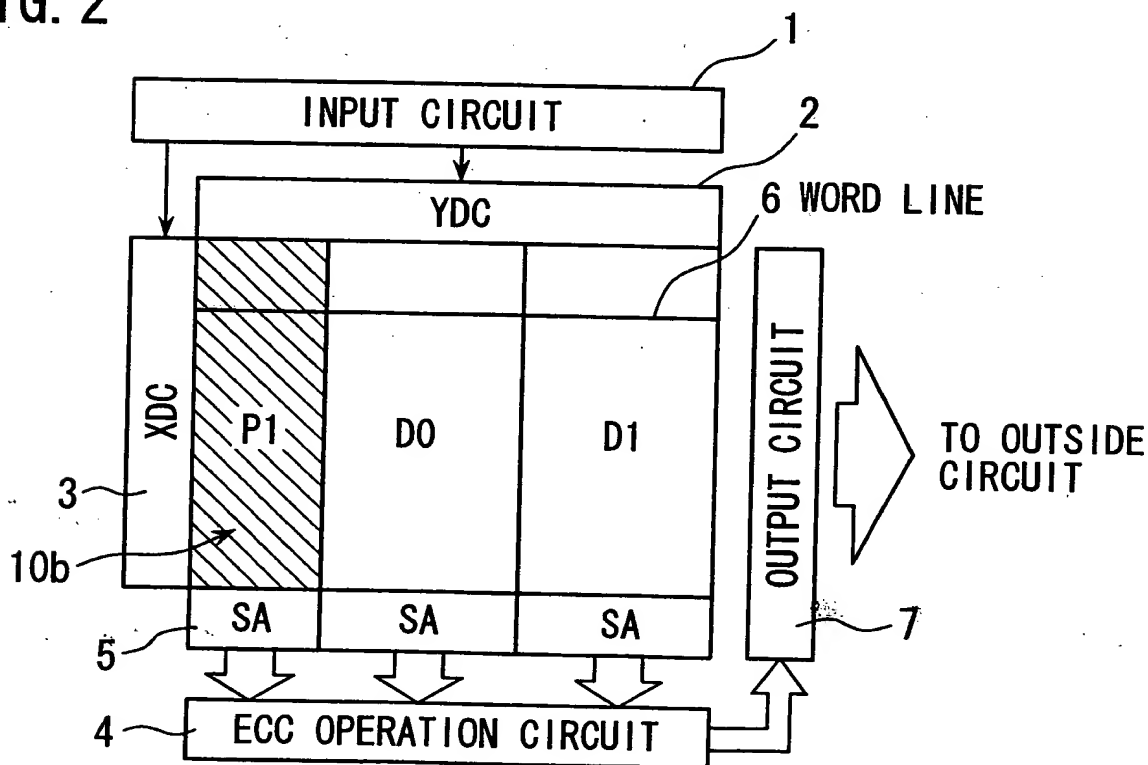 FIG. 2
1
INPUT CIRCUIT
2
YDC
6 WORD LINE
XDC
P1
D0
D1
OUTPUT CIRCUIT
TO OUTSIDE
CIRCUIT
3
10b
SA
SA
SA
5
7
4
ECC OPERATION CIRCUIT